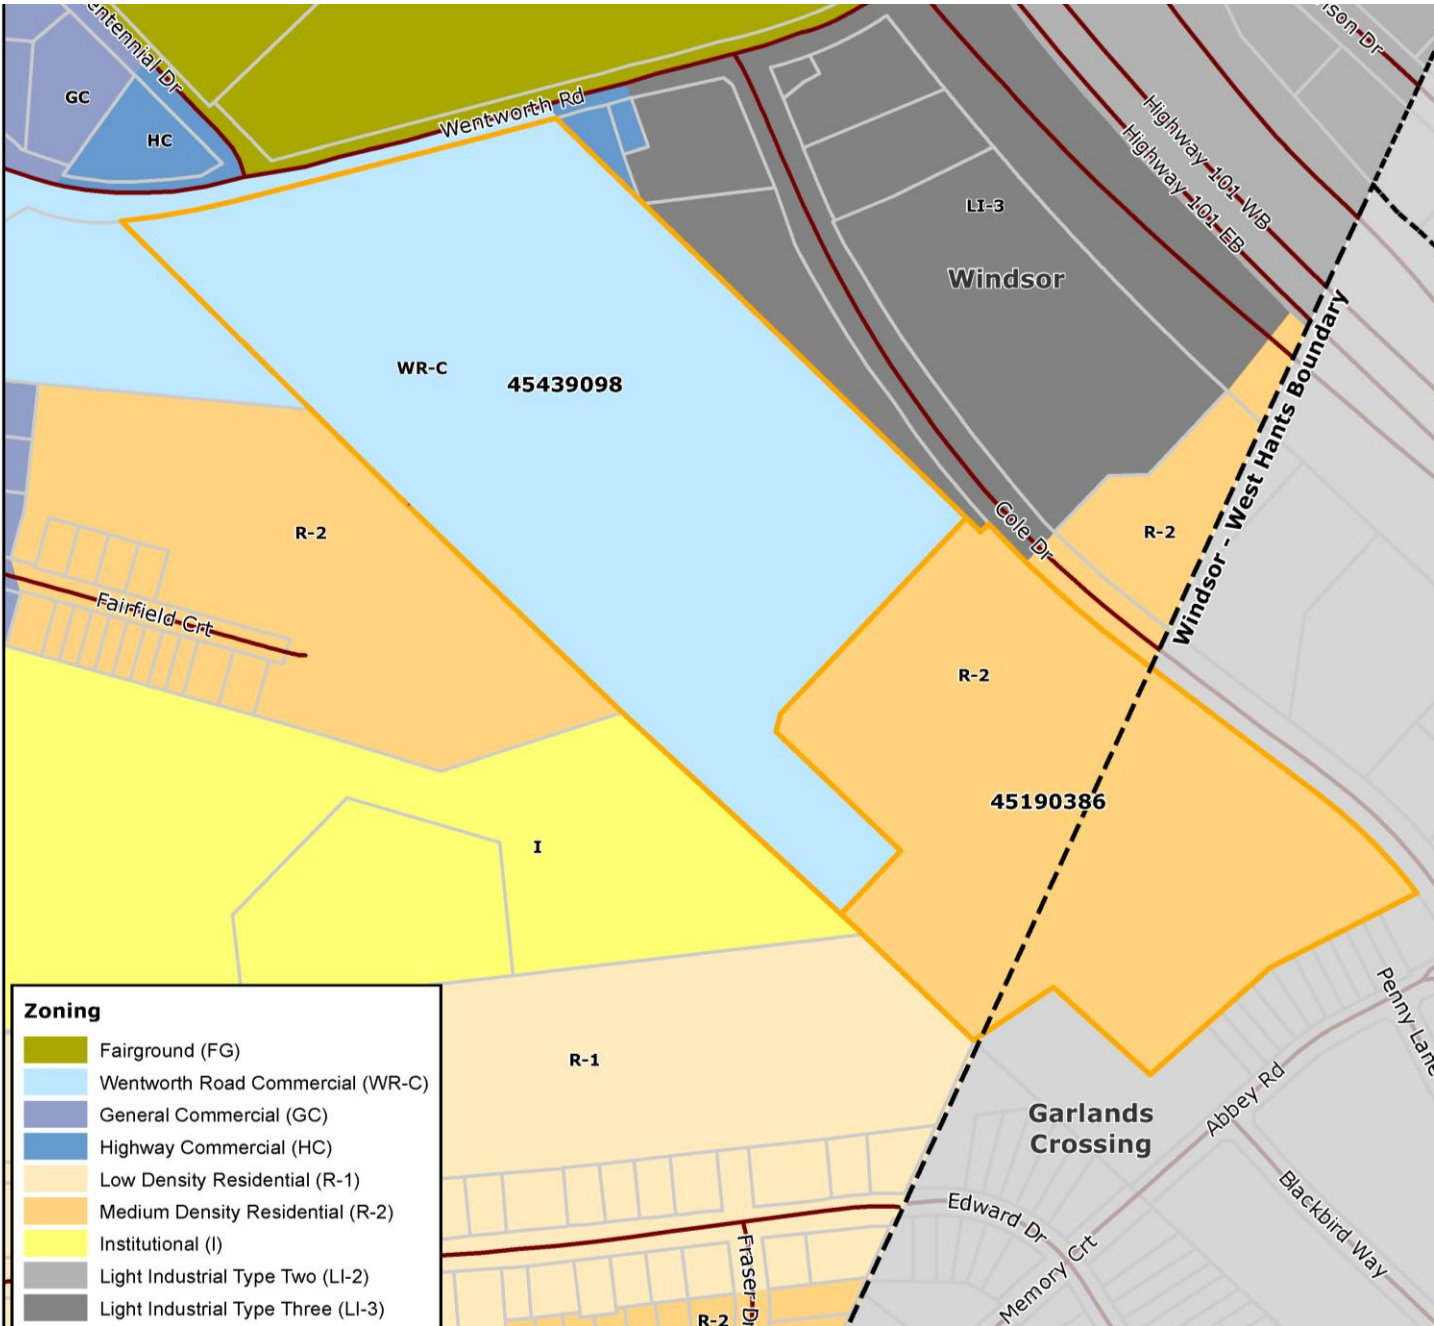 entennial Dr
ison Dr
GC
HC
Wentworth Rd
Highway 101 WB
Highway 101 EB
LI-3
Windsor
WR-C
45439098
Windsor - West Hants Boundary
R-2
Cole Dr
R-2
Fairfield Crt
R-2
45190386
I
Penny Lane
R-1
Garlands
Crossing
Abbey Rd
Edward Dr
Blackbird Way
Memory Crt
Fraser Dr
R-2
Zoning
Fairground (FG)
Wentworth Road Commercial (WR-C)
General Commercial (GC)
Highway Commercial (HC)
Low Density Residential (R-1)
Medium Density Residential (R-2)
Institutional (I)
Light Industrial Type Two (LI-2)
Light Industrial Type Three (LI-3)